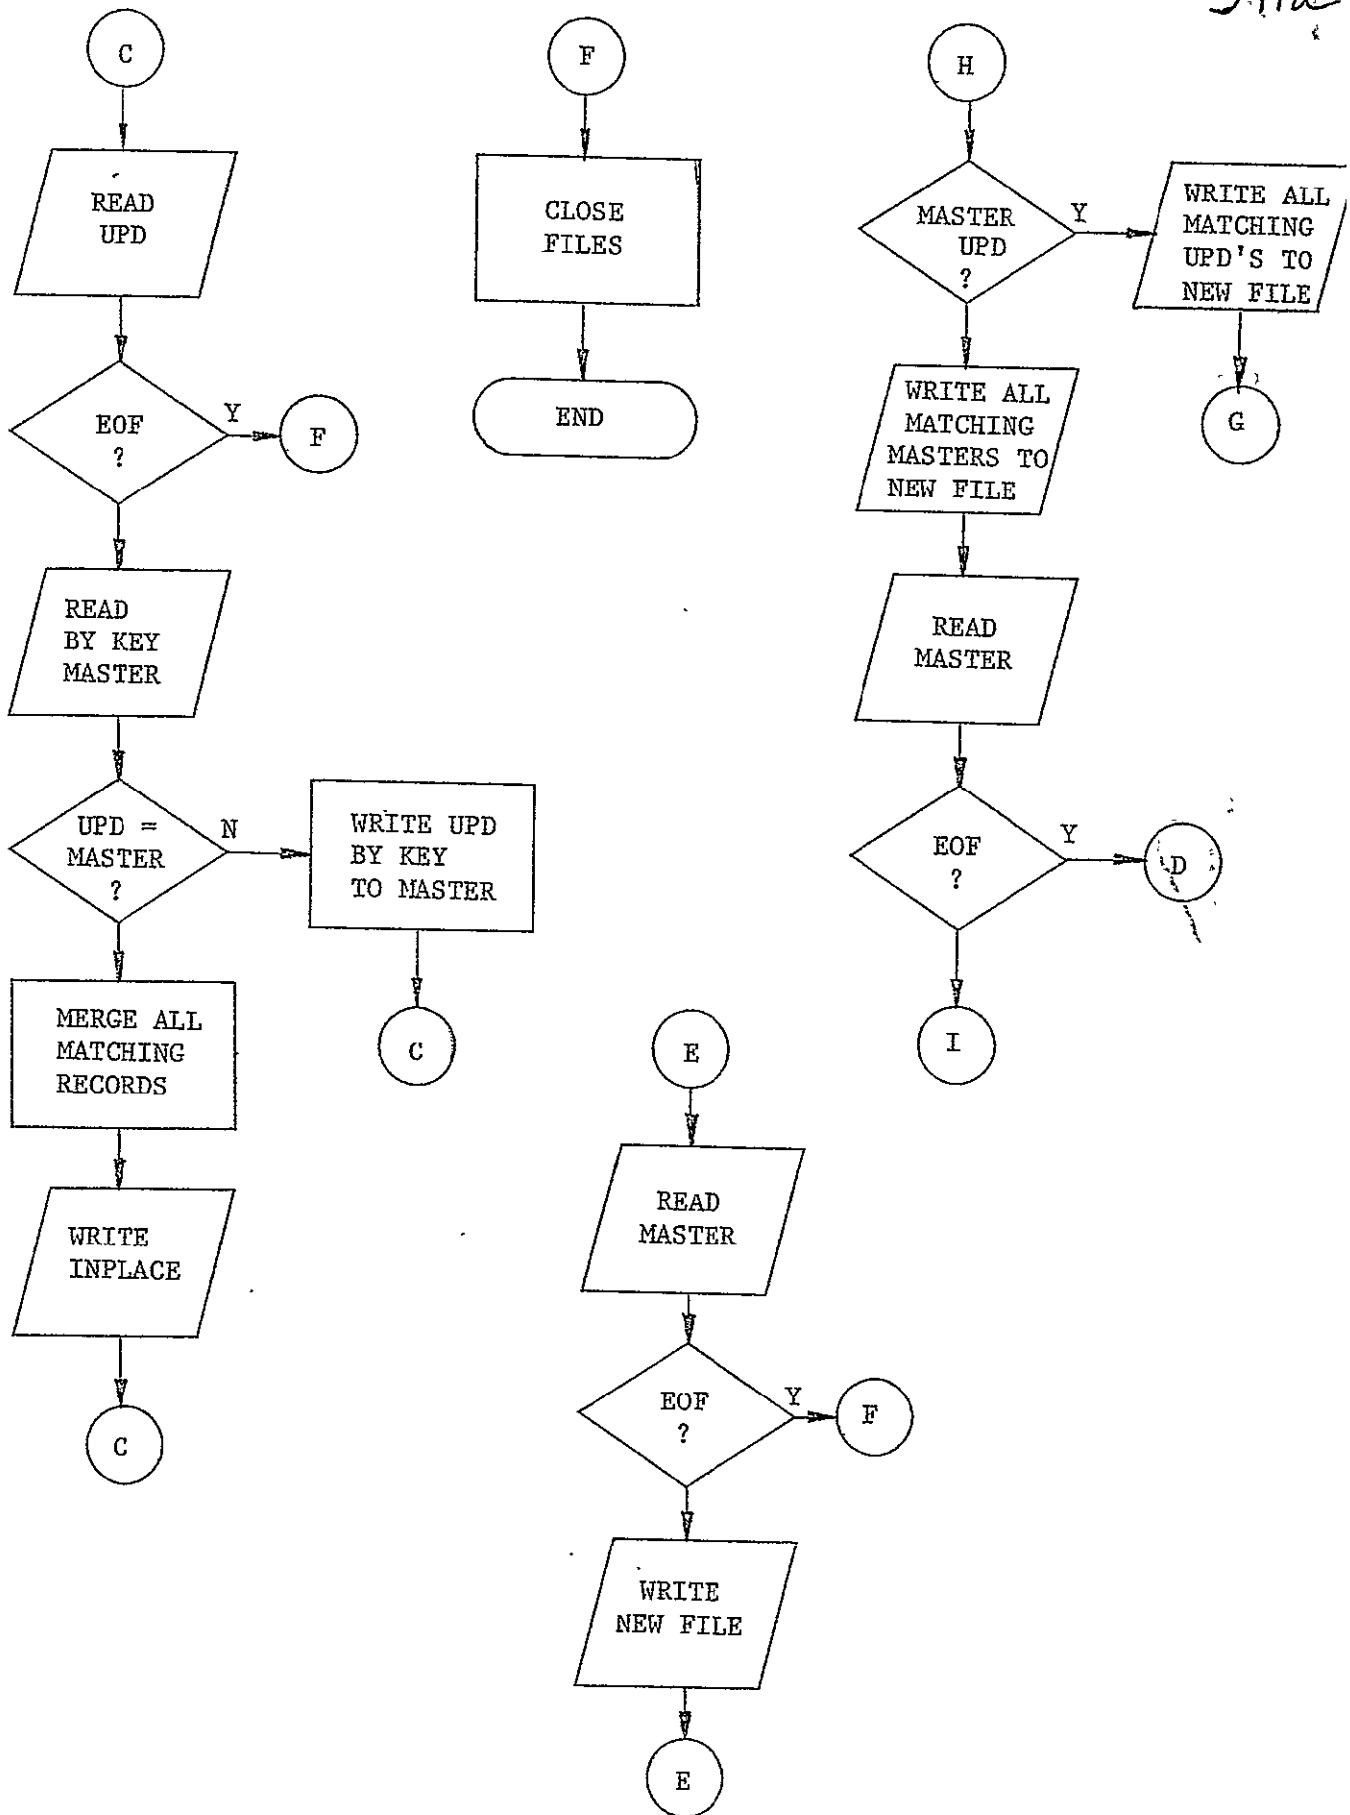 C
READ
UPD
EOF
?
Y
F
READ
BY KEY
MASTER
UPD =
MASTER
?
N
WRITE UPD
BY KEY
TO MASTER
C
MERGE ALL
MATCHING
RECORDS
WRITE
INPLACE
C
F
CLOSE
FILES
END
E
READ
MASTER
EOF
?
Y
F
WRITE
NEW FILE
E
H
MASTER
UPD
?
Y
WRITE ALL
MATCHING
UPD'S TO
NEW FILE
G
WRITE ALL
MATCHING
MASTERS TO
NEW FILE
READ
MASTER
EOF
?
Y
D
I